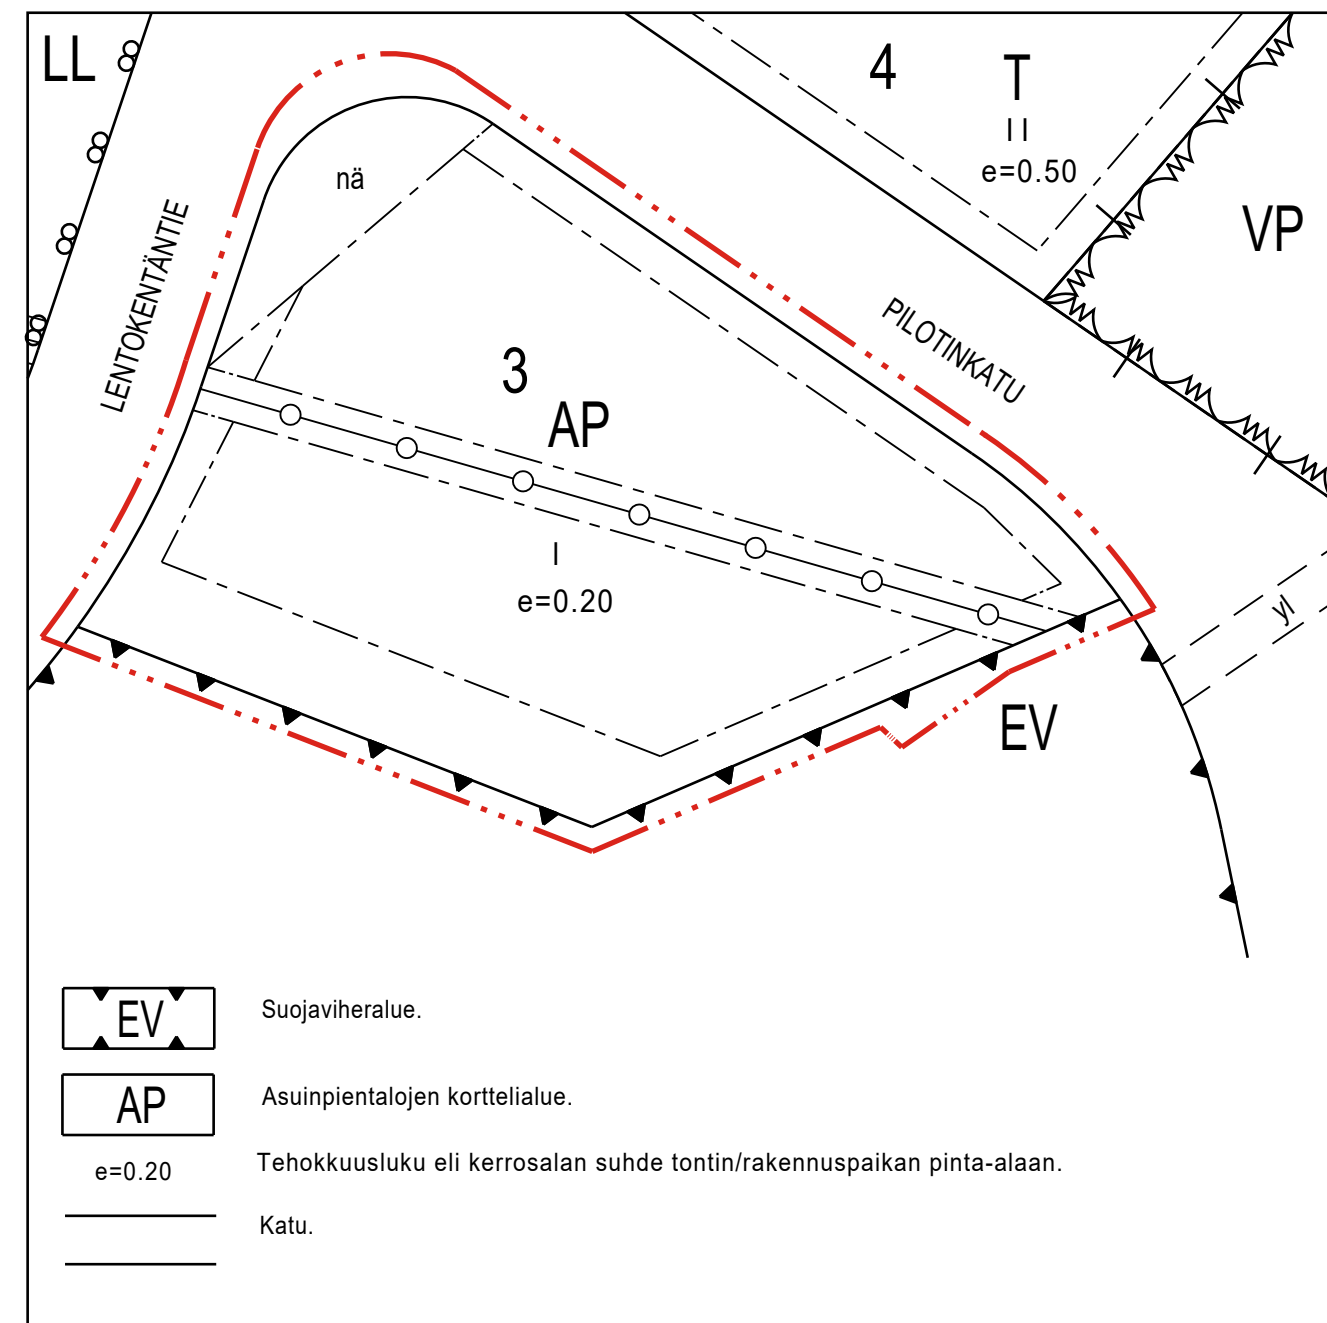 LL
4
T
II
e=0.50
nä
VP
LENTOKENTÄNTIE
PILOTINKATU
3
AP
I
e=0.20
yl
EV
EV
Suojaviheralue.
AP
Asuinpientalojen korttelialue.
e=0.20
Tehokkuusluku eli kerrosalan suhde tontin/rakennuspaikan pinta-alaan.
Katu.